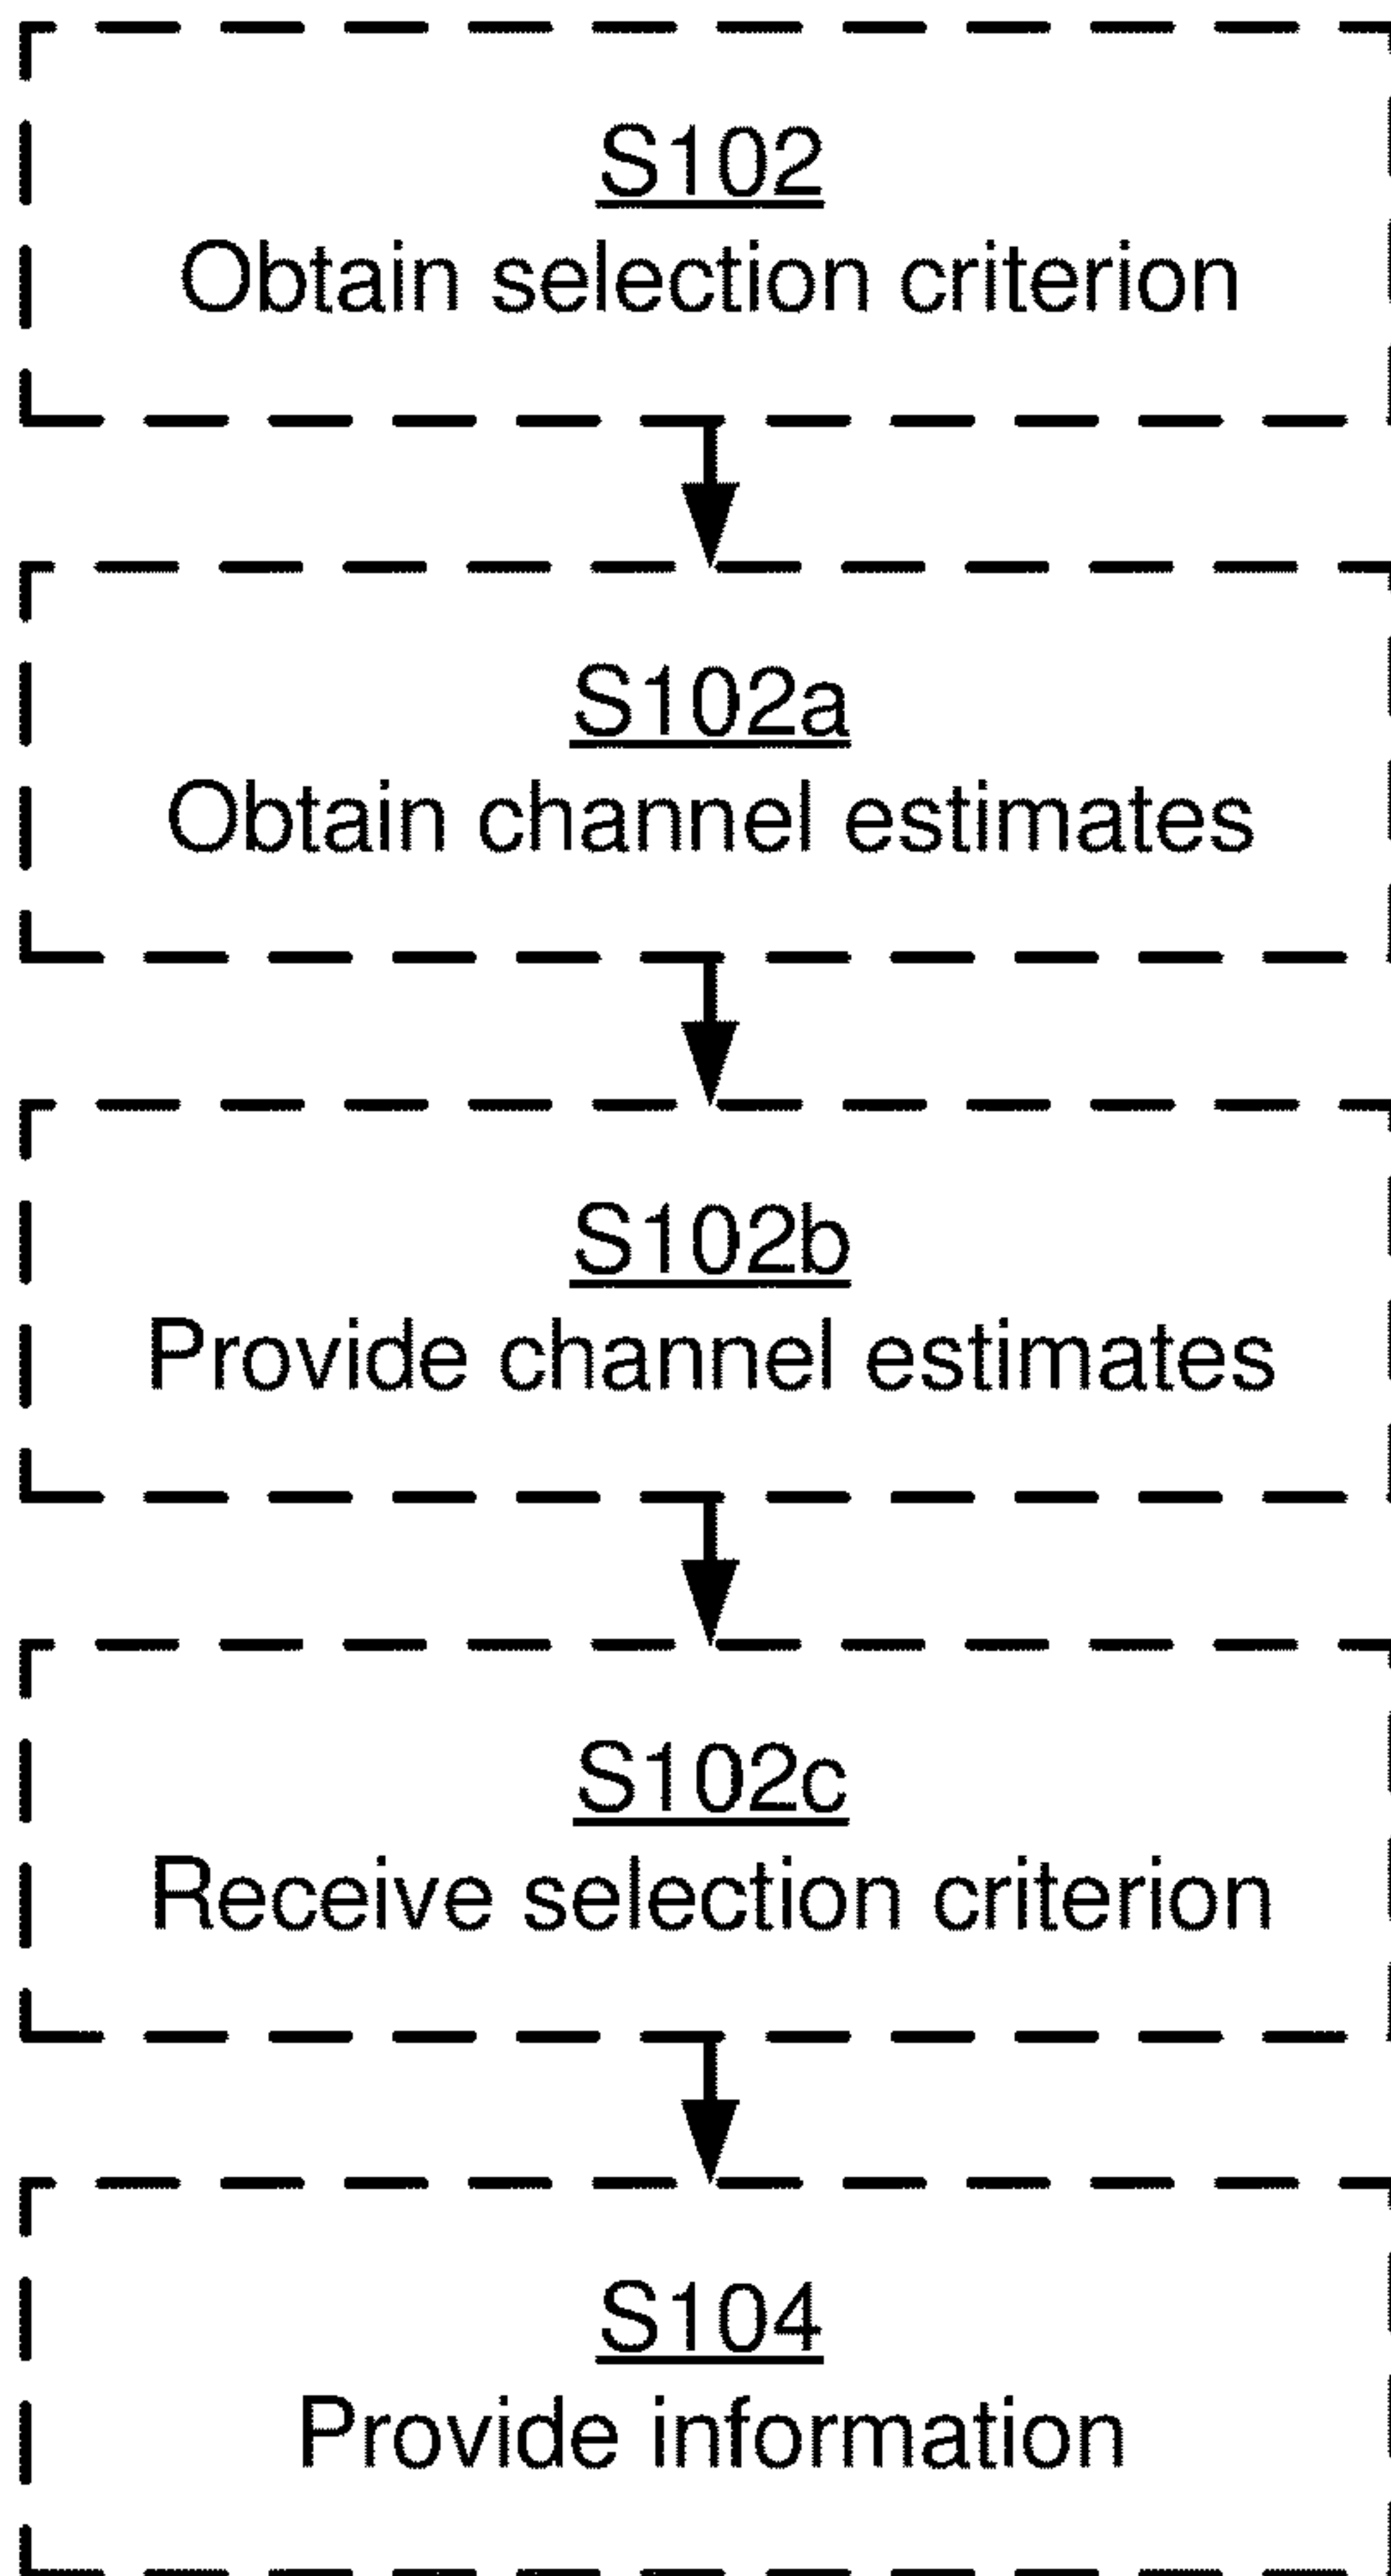 S102
Obtain selection criterion
S102a
Obtain channel estimates
S102b
Provide channel estimates
S102c
Receive selection criterion
S104
Provide information